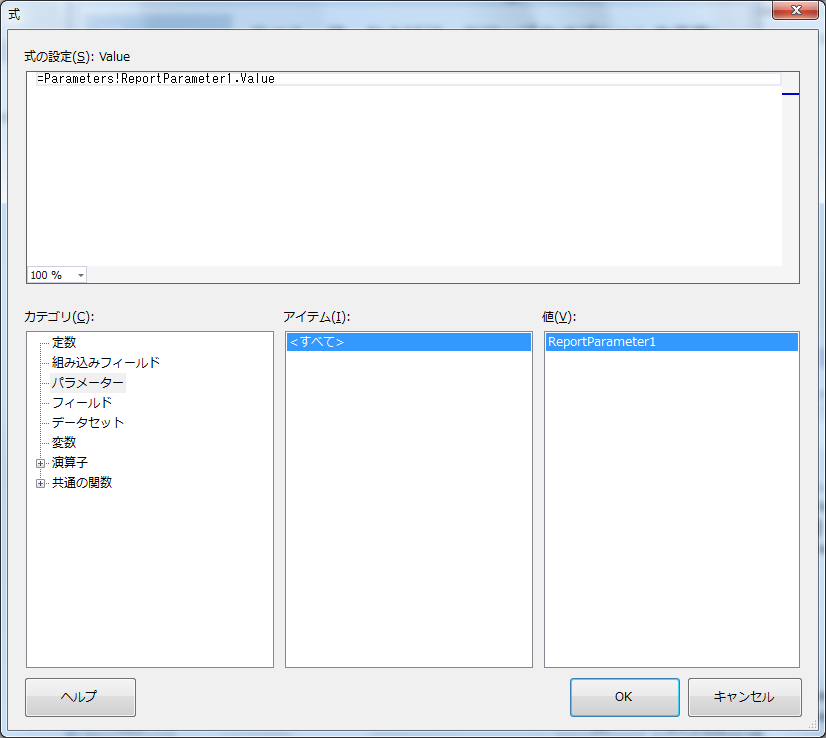 式
式の設定(S): Value
=Parameters!ReportParameter1.Value
100 %
カテゴリ(C):
定数
組み込みフィールド
パラメーター
フィールド
データセット
変数
演算子
共通の関数
アイテム(I):
<すべて>
値(V):
ReportParameter1
ヘルプ
OK
キャンセル